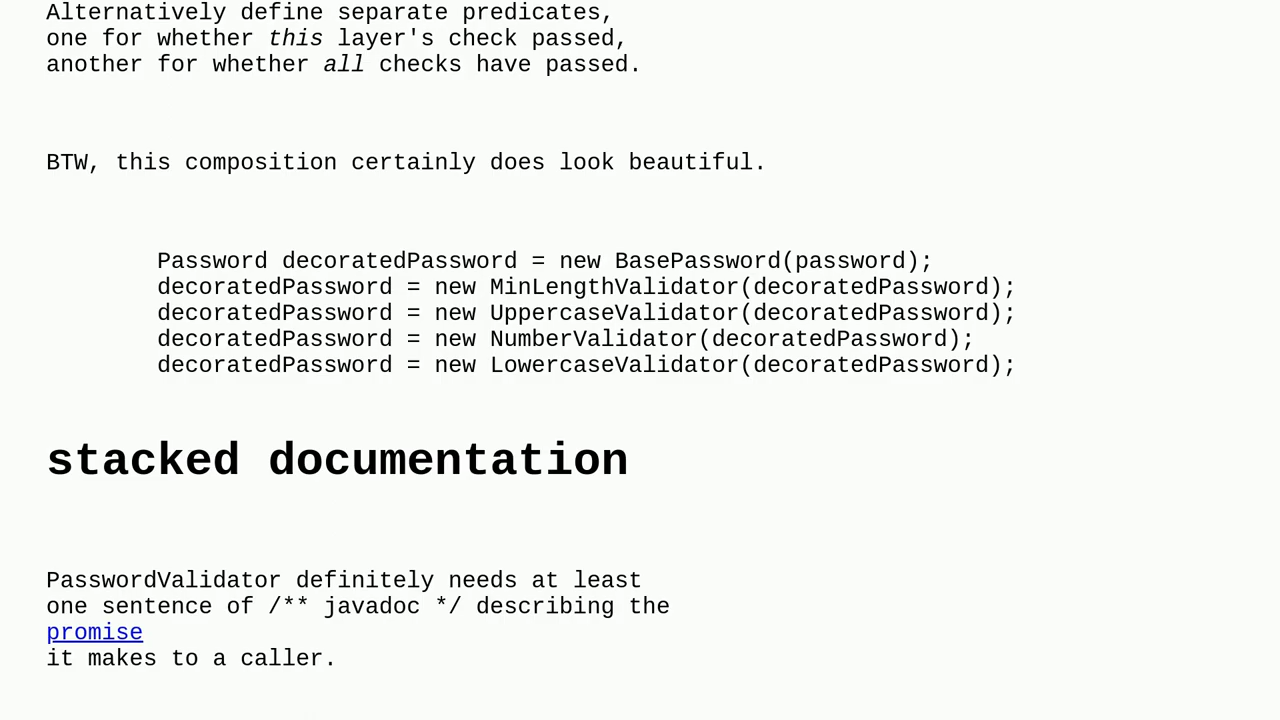 Alternatively define separate predicates,
one for whether this layer's check passed,
another for whether all checks have passed.
BTW, this composition certainly does look beautiful.
Password decoratedPassword = new BasePassword(password);
decoratedPassword = new MinLengthValidator(decoratedPassword);
decoratedPassword = new UppercaseValidator(decoratedPassword);
decoratedPassword = new NumberValidator(decoratedPassword);
decoratedPassword = new LowercaseValidator(decoratedPassword);
stacked documentation
PasswordValidator definitely needs at least
one sentence of /** javadoc */ describing the
promise
it makes to a caller.